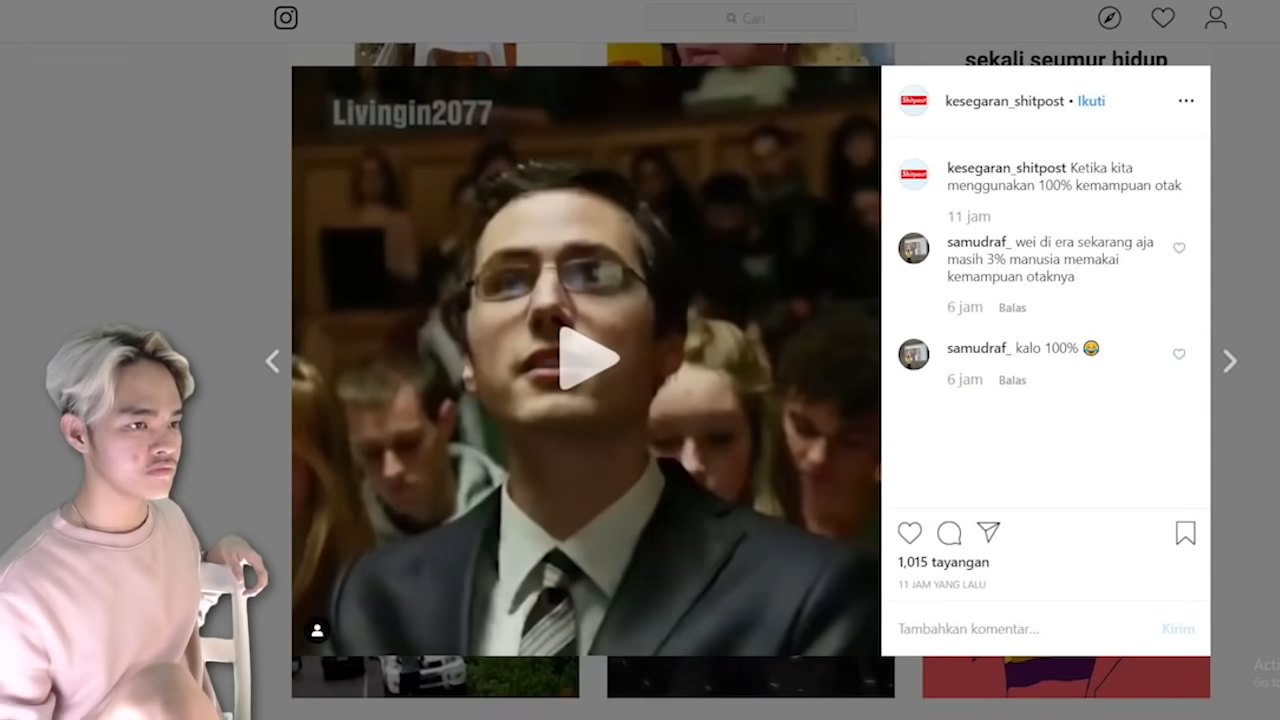 Cari
sekali seumur hidup
Livingin2077
kesegaran_shitpost • Ikuti
Shitpost
kesegaran_shitpost Ketika kita
menggunakan 100% kemampuan otak
Shitpost
11 jam
samudraf_ wei di era sekarang aja
masih 3% manusia memakai
kemampuan otaknya
6 jam Balas
samudraf_ kalo 100% 😂
6 jam Balas
1,015 tayangan
11 JAM YANG LALU
Tambahkan komentar...
Kirim